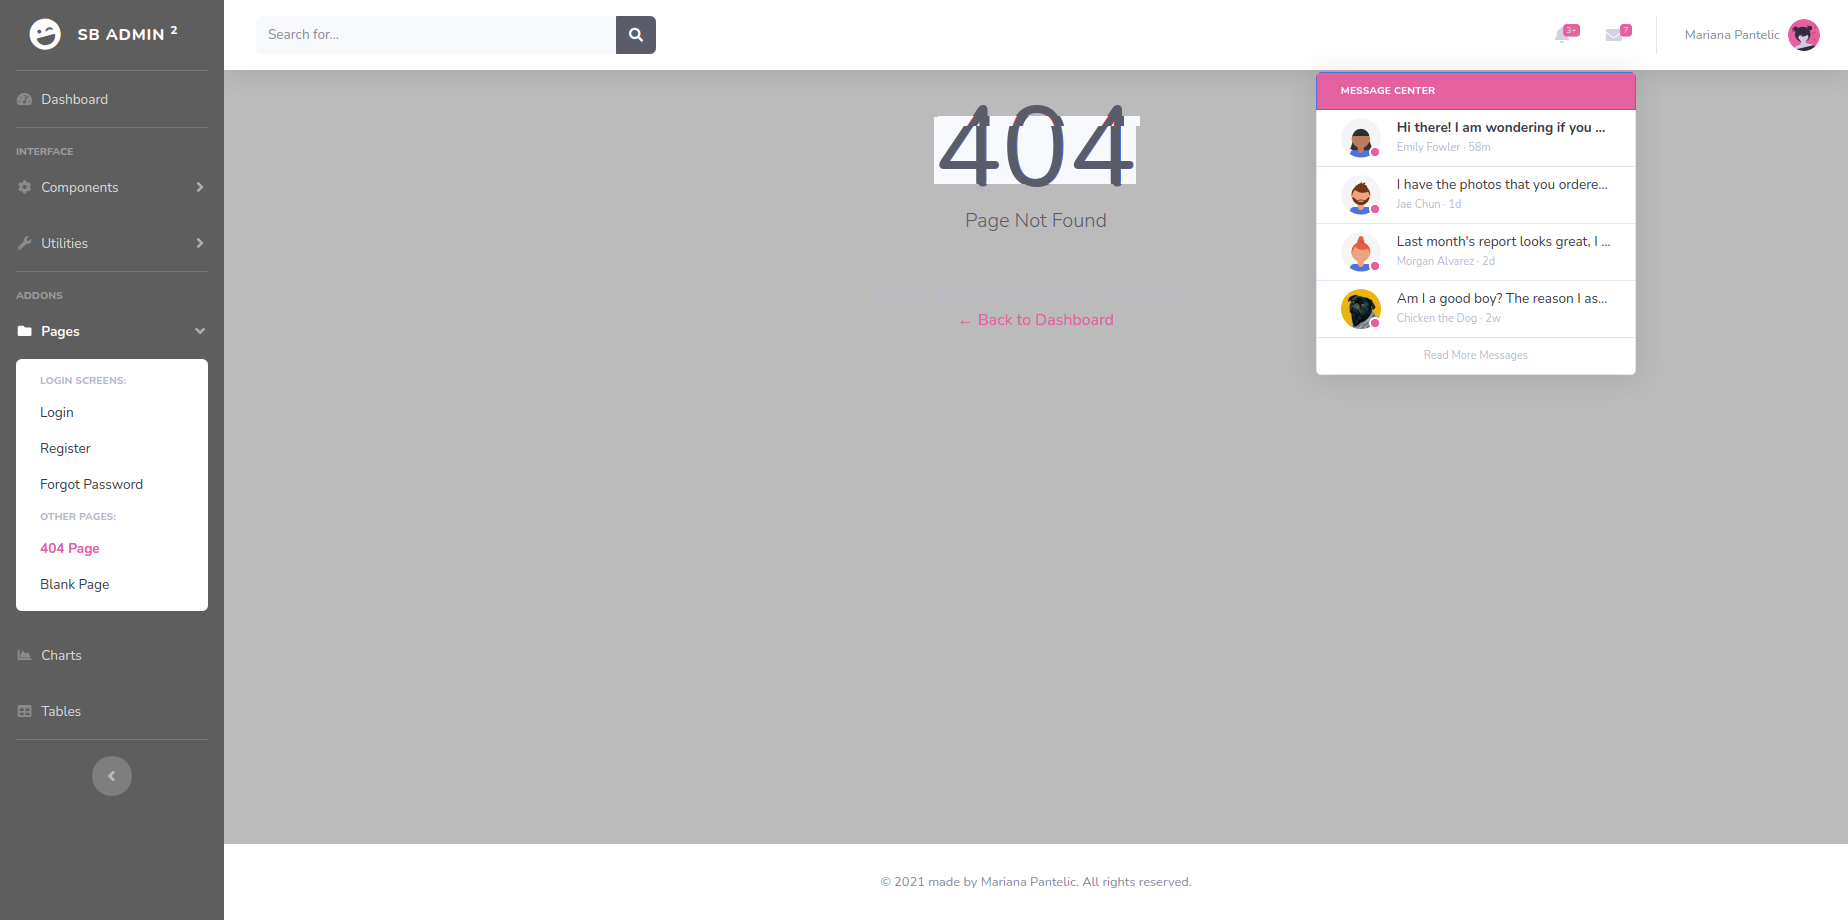 SB ADMIN 2
Search for...
3+
7
Mariana Pantelic
Dashboard
INTERFACE
Components
Utilities
ADDONS
Pages
LOGIN SCREENS:
Login
Register
Forgot Password
OTHER PAGES:
404 Page
Blank Page
Charts
Tables
404
Page Not Found
← Back to Dashboard
MESSAGE CENTER
Hi there! I am wondering if you ...
Emily Fowler · 58m
I have the photos that you ordere...
Jae Chun · 1d
Last month's report looks great, I ...
Morgan Alvarez · 2d
Am I a good boy? The reason I as...
Chicken the Dog · 2w
Read More Messages
© 2021 made by Mariana Pantelic. All rights reserved.